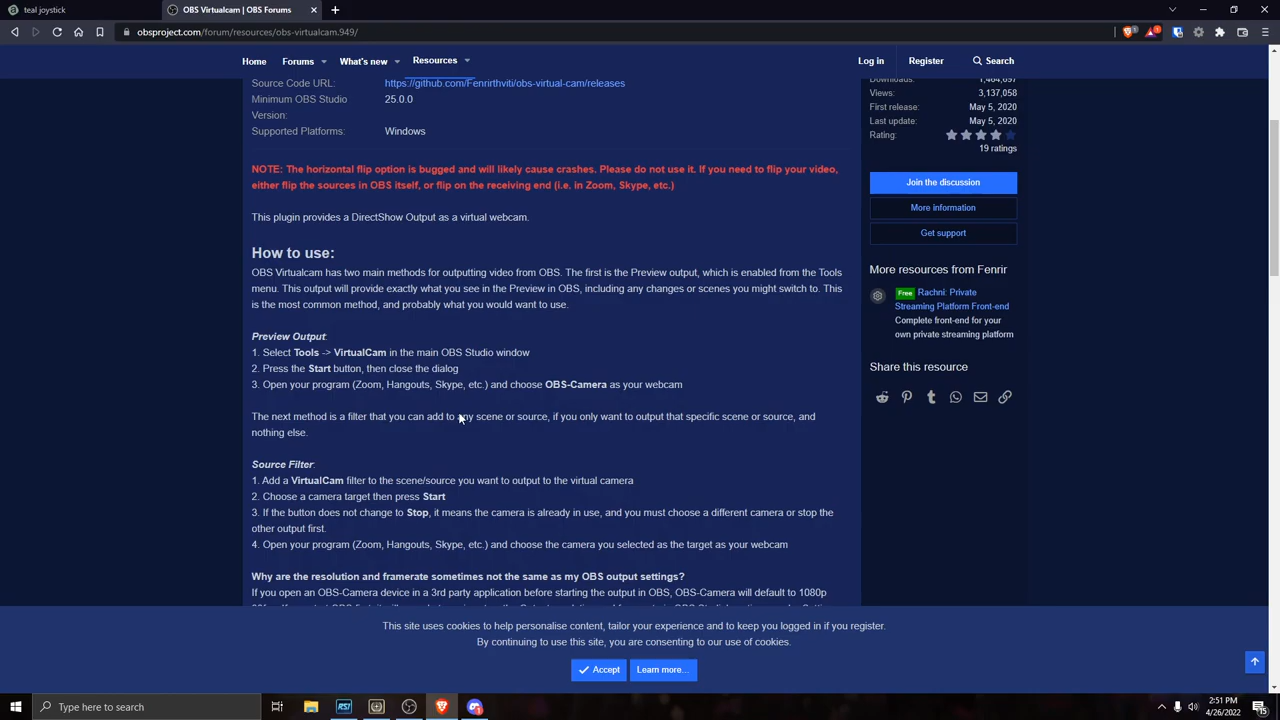 teal joystick
OBS Virtualcam | OBS Forums
obsproject.com/forum/resources/obs-virtualcam.949/
Home
Forums
What's new
Resources
Log in
Register
Search
Source Code URL:
https://github.com/Fenrirthviti/obs-virtual-cam/releases
Minimum OBS Studio
Version:
25.0.0
Supported Platforms:
Windows
NOTE: The horizontal flip option is bugged and will likely cause crashes. Please do not use it. If you need to flip your video,
either flip the sources in OBS itself, or flip on the receiving end (i.e. in Zoom, Skype, etc.)
This plugin provides a DirectShow Output as a virtual webcam.
How to use:
OBS Virtualcam has two main methods for outputting video from OBS. The first is the Preview output, which is enabled from the Tools
menu. This output will provide exactly what you see in the Preview in OBS, including any changes or scenes you might switch to. This
is the most common method, and probably what you would want to use.
Preview Output:
1. Select Tools -> VirtualCam in the main OBS Studio window
2. Press the Start button, then close the dialog
3. Open your program (Zoom, Hangouts, Skype, etc.) and choose OBS-Camera as your webcam
The next method is a filter that you can add to any scene or source, if you only want to output that specific scene or source, and
nothing else.
Source Filter:
1. Add a VirtualCam filter to the scene/source you want to output to the virtual camera
2. Choose a camera target then press Start
3. If the button does not change to Stop, it means the camera is already in use, and you must choose a different camera or stop the
other output first.
4. Open your program (Zoom, Hangouts, Skype, etc.) and choose the camera you selected as the target as your webcam
Why are the resolution and framerate sometimes not the same as my OBS output settings?
If you open an OBS-Camera device in a 3rd party application before starting the output in OBS, OBS-Camera will default to 1080p
Downloads:
Views:
3,137,058
First release:
May 5, 2020
Last update:
May 5, 2020
Rating:
19 ratings
Join the discussion
More information
Get support
More resources from Fenrir
Free Rachni: Private
Streaming Platform Front-end
Complete front-end for your
own private streaming platform
Share this resource
This site uses cookies to help personalise content, tailor your experience and to keep you logged in if you register.
By continuing to use this site, you are consenting to our use of cookies.
Accept
Learn more...
Type here to search
RSI
2:51 PM
4/26/2022